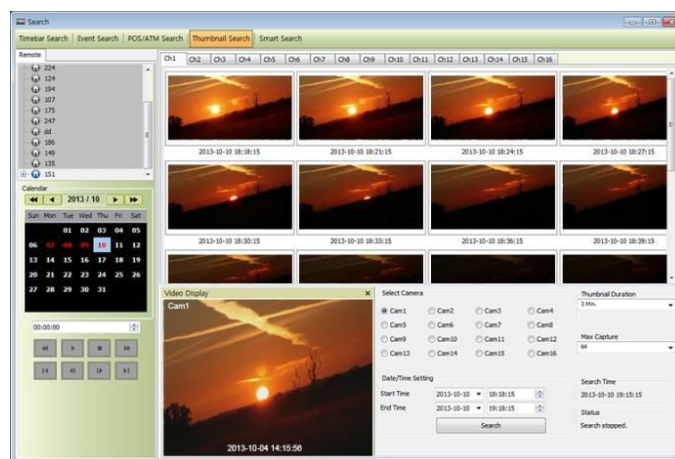 Search
Timebar Search Event Search POS/ATM Search Thumbnail Search Smart Search
Remote
224
124
194
107
175
247
dd
186
149
135
151
Calendar
2013 / 10
Sun Mon Tue Wed Thu Fri Sat
01 02 03 04 05
06 07 08 09 10 11 12
13 14 15 16 17 18 19
20 21 22 23 24 25 26
27 28 29 30 31
00:00:00
Ch1 Ch2 Ch3 Ch4 Ch5 Ch6 Ch7 Ch8 Ch9 Ch10 Ch11 Ch12 Ch13 Ch14 Ch15 Ch16
2013-10-10 18:18:15 2013-10-10 18:21:15 2013-10-10 18:24:15 2013-10-10 18:27:15
2013-10-10 18:30:15 2013-10-10 18:33:15 2013-10-10 18:36:15 2013-10-10 18:39:15
Video Display
Cam1
2013-10-04 14:15:56
Select Camera
Cam1 Cam2 Cam3 Cam4
Cam5 Cam6 Cam7 Cam8
Cam9 Cam10 Cam11 Cam12
Cam13 Cam14 Cam15 Cam16
Date/Time Setting
Start Time 2013-10-10 18:18:15
End Time 2013-10-10 19:18:15
Search
Thumbnail Duration
3 Min.
Max Capture
64
Search Time
2013-10-10 19:15:15
Status
Search stopped.